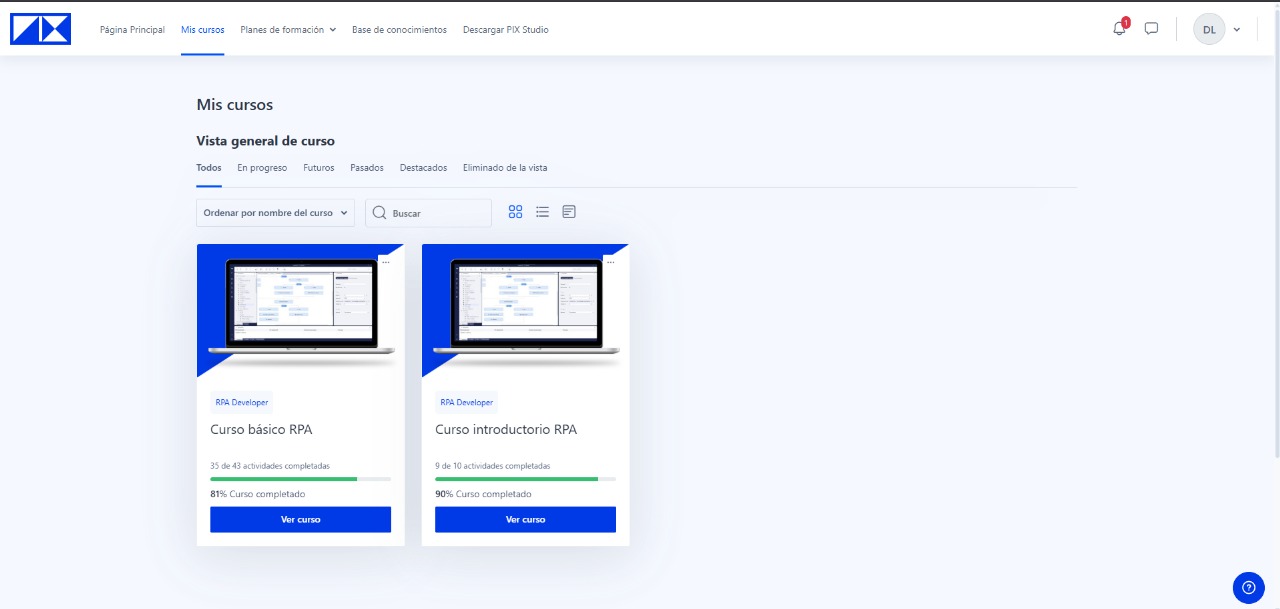 PIX
Página Principal Mis cursos Planes de formación Base de conocimientos Descargar PIX Studio 1 DL
Mis cursos
Vista general de curso
Todos En progreso Futuros Pasados Destacados Eliminado de la vista
Ordenar por nombre del curso Buscar
... ...
RPA Developer RPA Developer
Curso básico RPA Curso introductorio RPA
35 de 43 actividades completadas 9 de 10 actividades completadas
81% Curso completado 90% Curso completado
Ver curso Ver curso
?